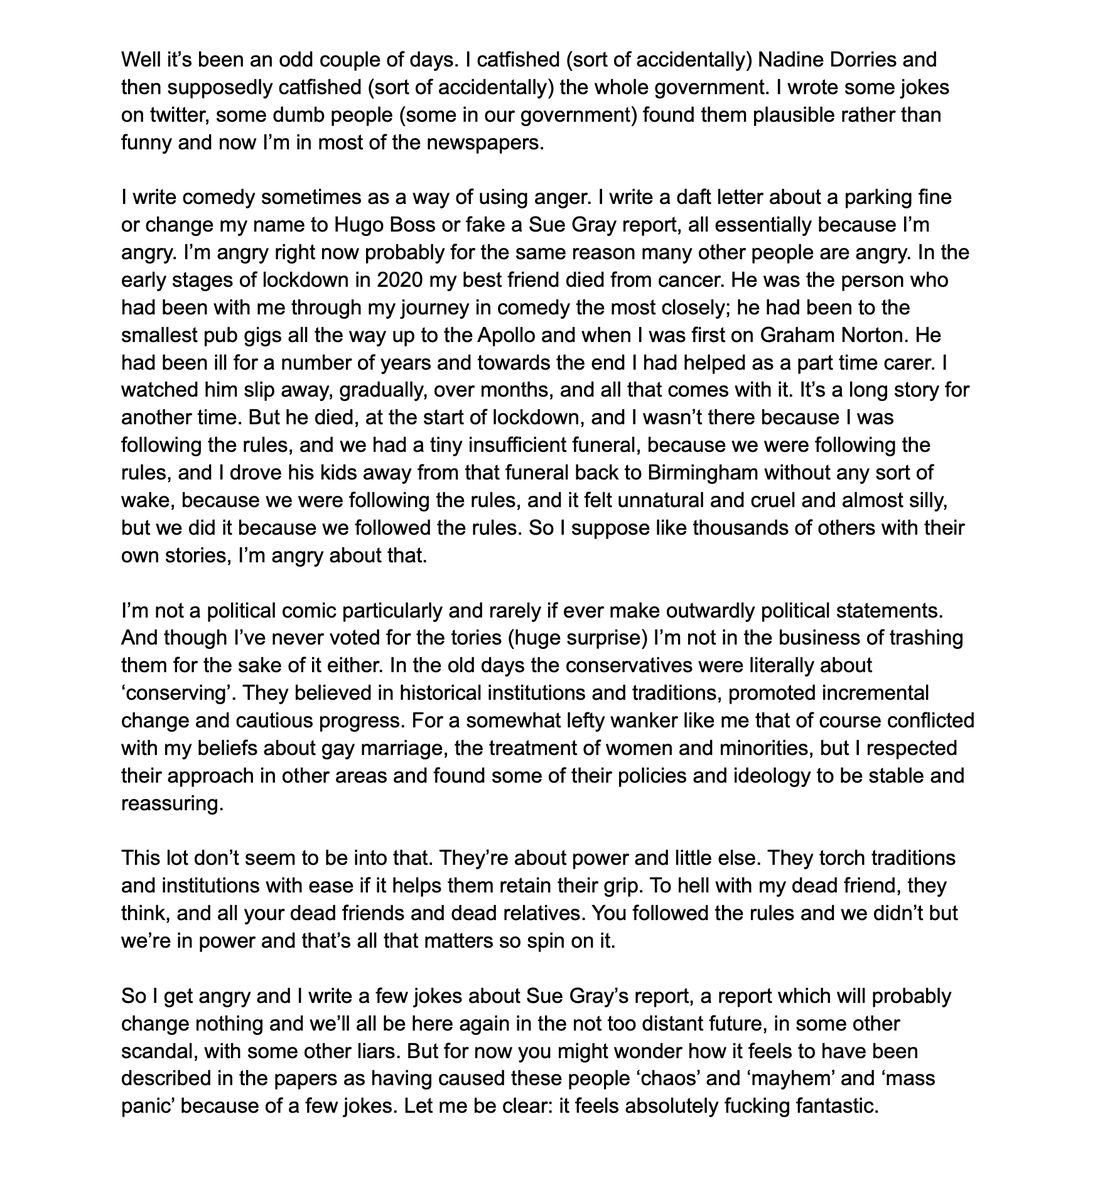 Well it’s been an odd couple of days. I catfished (sort of accidentally) Nadine Dorries and
then supposedly catfished (sort of accidentally) the whole government. I wrote some jokes
on twitter, some dumb people (some in our government) found them plausible rather than
funny and now I’m in most of the newspapers.
I write comedy sometimes as a way of using anger. I write a daft letter about a parking fine
or change my name to Hugo Boss or fake a Sue Gray report, all essentially because I’m
angry. I’m angry right now probably for the same reason many other people are angry. In the
early stages of lockdown in 2020 my best friend died from cancer. He was the person who
had been with me through my journey in comedy the most closely; he had been to the
smallest pub gigs all the way up to the Apollo and when I was first on Graham Norton. He
had been ill for a number of years and towards the end I had helped as a part time carer. I
watched him slip away, gradually, over months, and all that comes with it. It’s a long story for
another time. But he died, at the start of lockdown, and I wasn’t there because I was
following the rules, and we had a tiny insufficient funeral, because we were following the
rules, and I drove his kids away from that funeral back to Birmingham without any sort of
wake, because we were following the rules, and it felt unnatural and cruel and almost silly,
but we did it because we followed the rules. So I suppose like thousands of others with their
own stories, I’m angry about that.
I’m not a political comic particularly and rarely if ever make outwardly political statements.
And though I’ve never voted for the tories (huge surprise) I’m not in the business of trashing
them for the sake of it either. In the old days the conservatives were literally about
‘conserving’. They believed in historical institutions and traditions, promoted incremental
change and cautious progress. For a somewhat lefty wanker like me that of course conflicted
with my beliefs about gay marriage, the treatment of women and minorities, but I respected
their approach in other areas and found some of their policies and ideology to be stable and
reassuring.
This lot don’t seem to be into that. They’re about power and little else. They torch traditions
and institutions with ease if it helps them retain their grip. To hell with my dead friend, they
think, and all your dead friends and dead relatives. You followed the rules and we didn’t but
we’re in power and that’s all that matters so spin on it.
So I get angry and I write a few jokes about Sue Gray’s report, a report which will probably
change nothing and we’ll all be here again in the not too distant future, in some other
scandal, with some other liars. But for now you might wonder how it feels to have been
described in the papers as having caused these people ‘chaos’ and ‘mayhem’ and ‘mass
panic’ because of a few jokes. Let me be clear: it feels absolutely fucking fantastic.